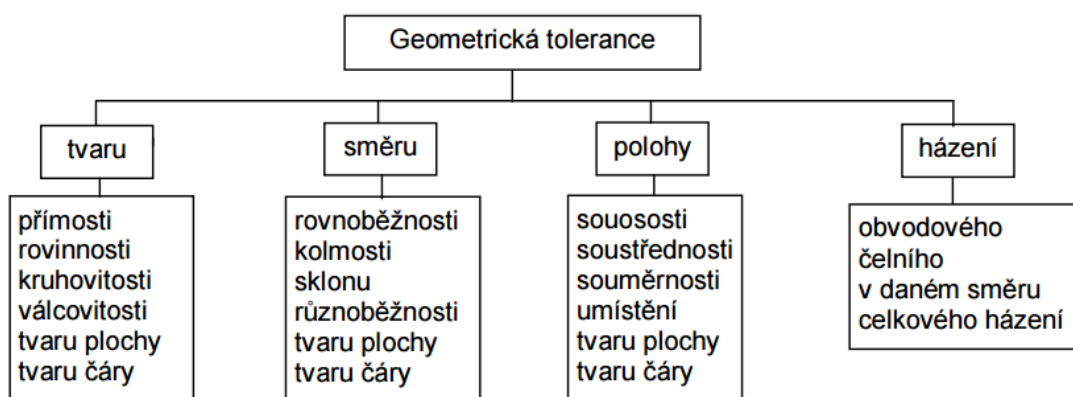 Geometrická tolerance
tvaru
směru
polohy
házení
přímosti
rovinnosti
kruhovitosti
válcovitosti
tvaru plochy
tvaru čáry
rovnoběžnosti
kolmosti
sklonu
různoběžnosti
tvaru plochy
tvaru čáry
souososti
soustřednosti
souměrnosti
umístění
tvaru plochy
tvaru čáry
obvodového
čelního
v daném směru
celkového házení